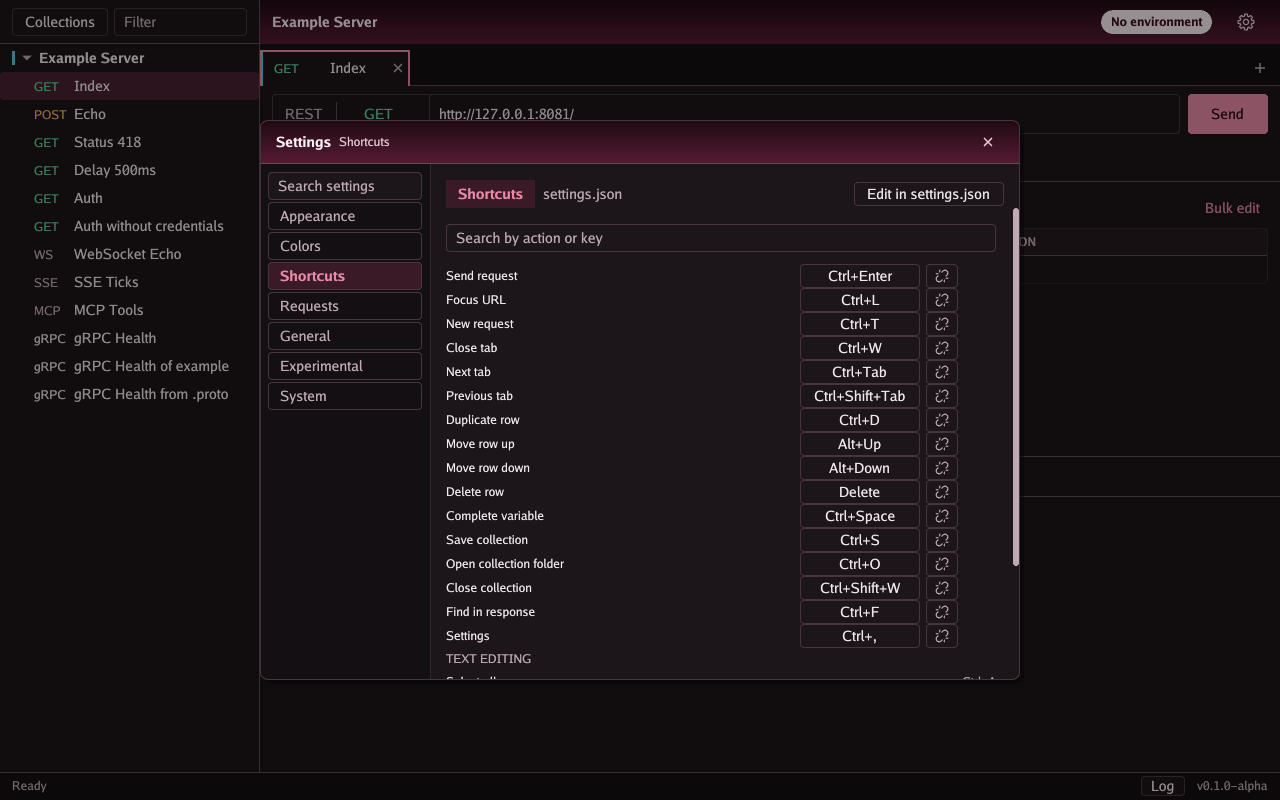 Collections
Filter
Example Server
No environment
Example Server
GET Index
POST Echo
GET Status 418
GET Delay 500ms
GET Auth
GET Auth without credentials
WS WebSocket Echo
SSE SSE Ticks
MCP MCP Tools
gRPC gRPC Health
gRPC gRPC Health of example
gRPC gRPC Health from .proto
GET Index
REST GET http://127.0.0.1:8081/ Send
Bulk edit
Settings Shortcuts
Search settings
Appearance
Colors
Shortcuts
Requests
General
Experimental
System
Shortcuts settings.json Edit in settings.json
Search by action or key
Send request Ctrl+Enter
Focus URL Ctrl+L
New request Ctrl+T
Close tab Ctrl+W
Next tab Ctrl+Tab
Previous tab Ctrl+Shift+Tab
Duplicate row Ctrl+D
Move row up Alt+Up
Move row down Alt+Down
Delete row Delete
Complete variable Ctrl+Space
Save collection Ctrl+S
Open collection folder Ctrl+O
Close collection Ctrl+Shift+W
Find in response Ctrl+F
Settings Ctrl+,
TEXT EDITING
Ready
Log v0.1.0-alpha